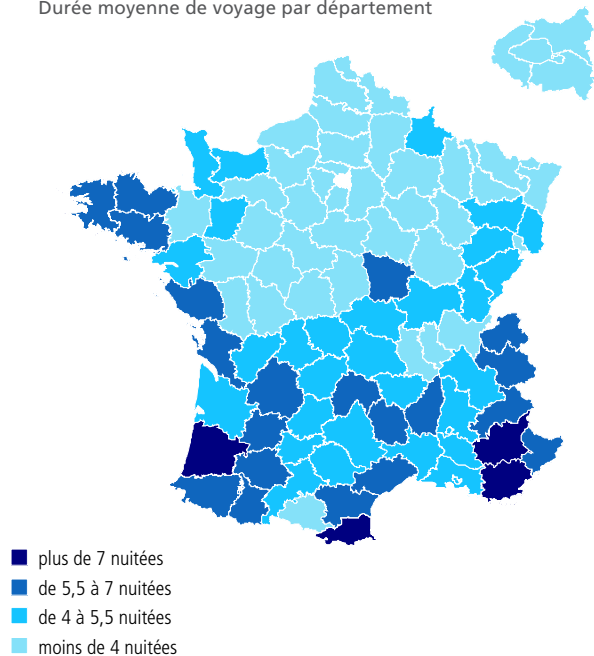 Durée moyenne de voyage par département
plus de 7 nuitées
de 5,5 à 7 nuitées
de 4 à 5,5 nuitées
moins de 4 nuitées